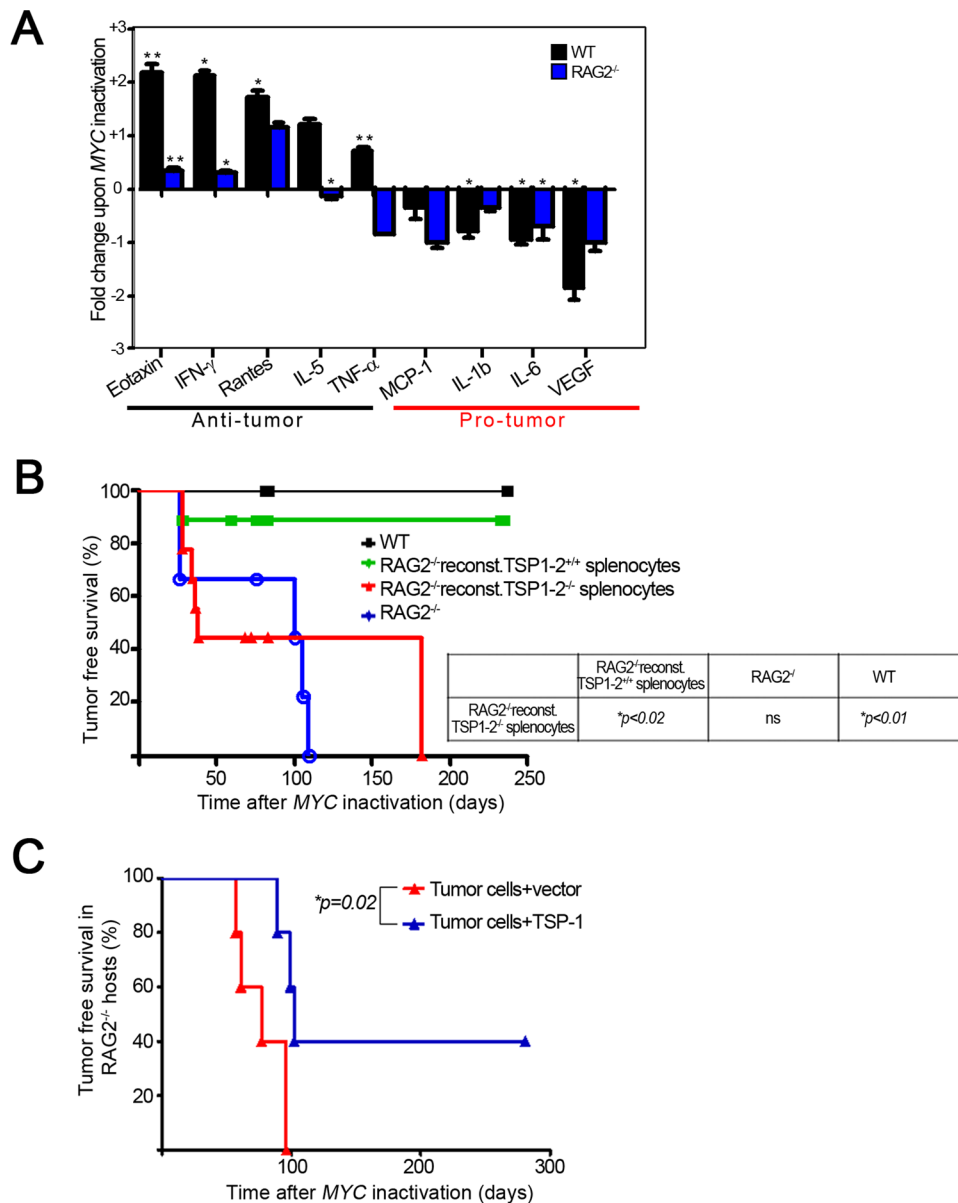 A
Fold change upon MYC inactivation
+3
+2
+1
0
-1
-2
-3
** * * **
** * * * * * *
WT
RAG2-/-
Eotaxin IFN-γ Rantes IL-5 TNF-α MCP-1 IL-1b IL-6 VEGF
Anti-tumor Pro-tumor
B
Tumor free survival (%)
100
80
60
40
20
50 100 150 200 250
Time after MYC inactivation (days)
WT
RAG2-/-reconst.TSP1-2+/+ splenocytes
RAG2-/-reconst.TSP1-2-/- splenocytes
RAG2-/-
RAG2-/-reconst.
TSP1-2+/+ splenocytes
RAG2-/-
WT
RAG2-/-reconst.
TSP1-2-/- splenocytes
*p<0.02
ns
*p<0.01
C
Tumor free survival in
RAG2-/- hosts (%)
100
80
60
40
20
100 200 300
Time after MYC inactivation (days)
*p=0.02
Tumor cells+vector
Tumor cells+TSP-1